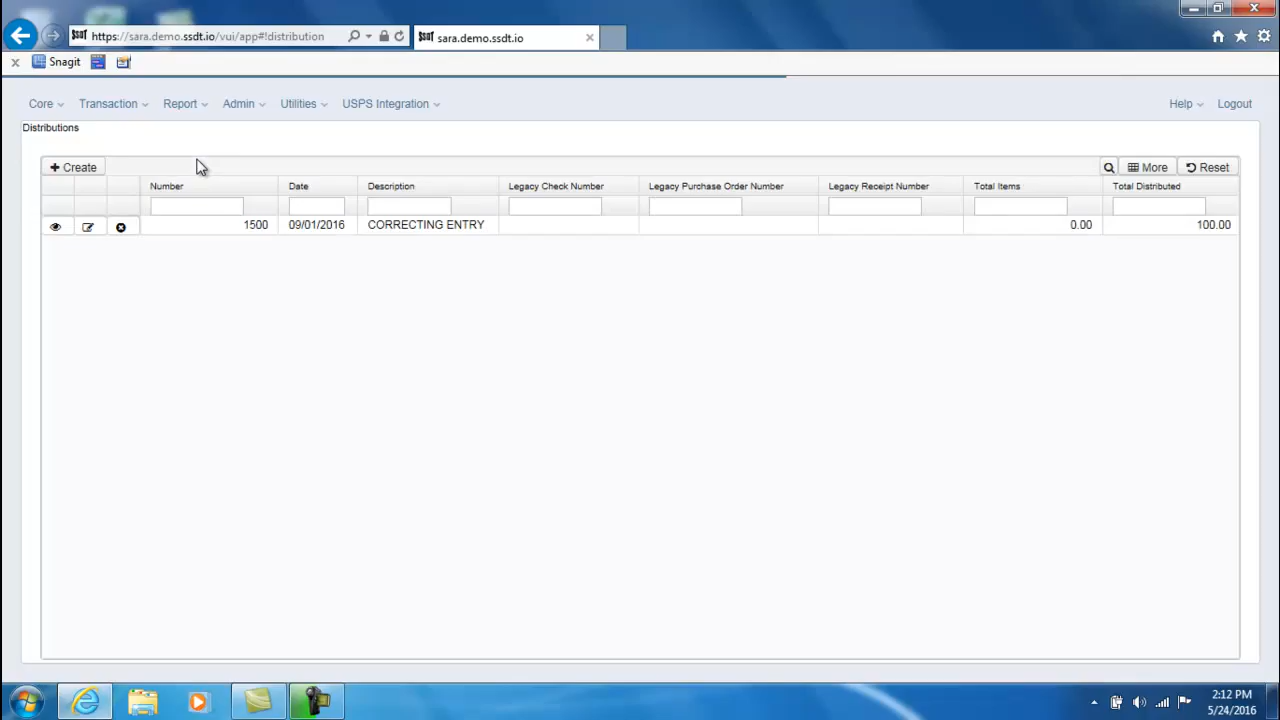 ssdt https://sara.demo.ssdt.io/vui/app#!distribution
ssdt sara.demo.ssdt.io
x Snagit
Core Transaction Report Admin Utilities USPS Integration Help Logout
Distributions
+ Create More Reset
Number Date Description Legacy Check Number Legacy Purchase Order Number Legacy Receipt Number Total Items Total Distributed
1500 09/01/2016 CORRECTING ENTRY 0.00 100.00
2:12 PM
5/24/2016